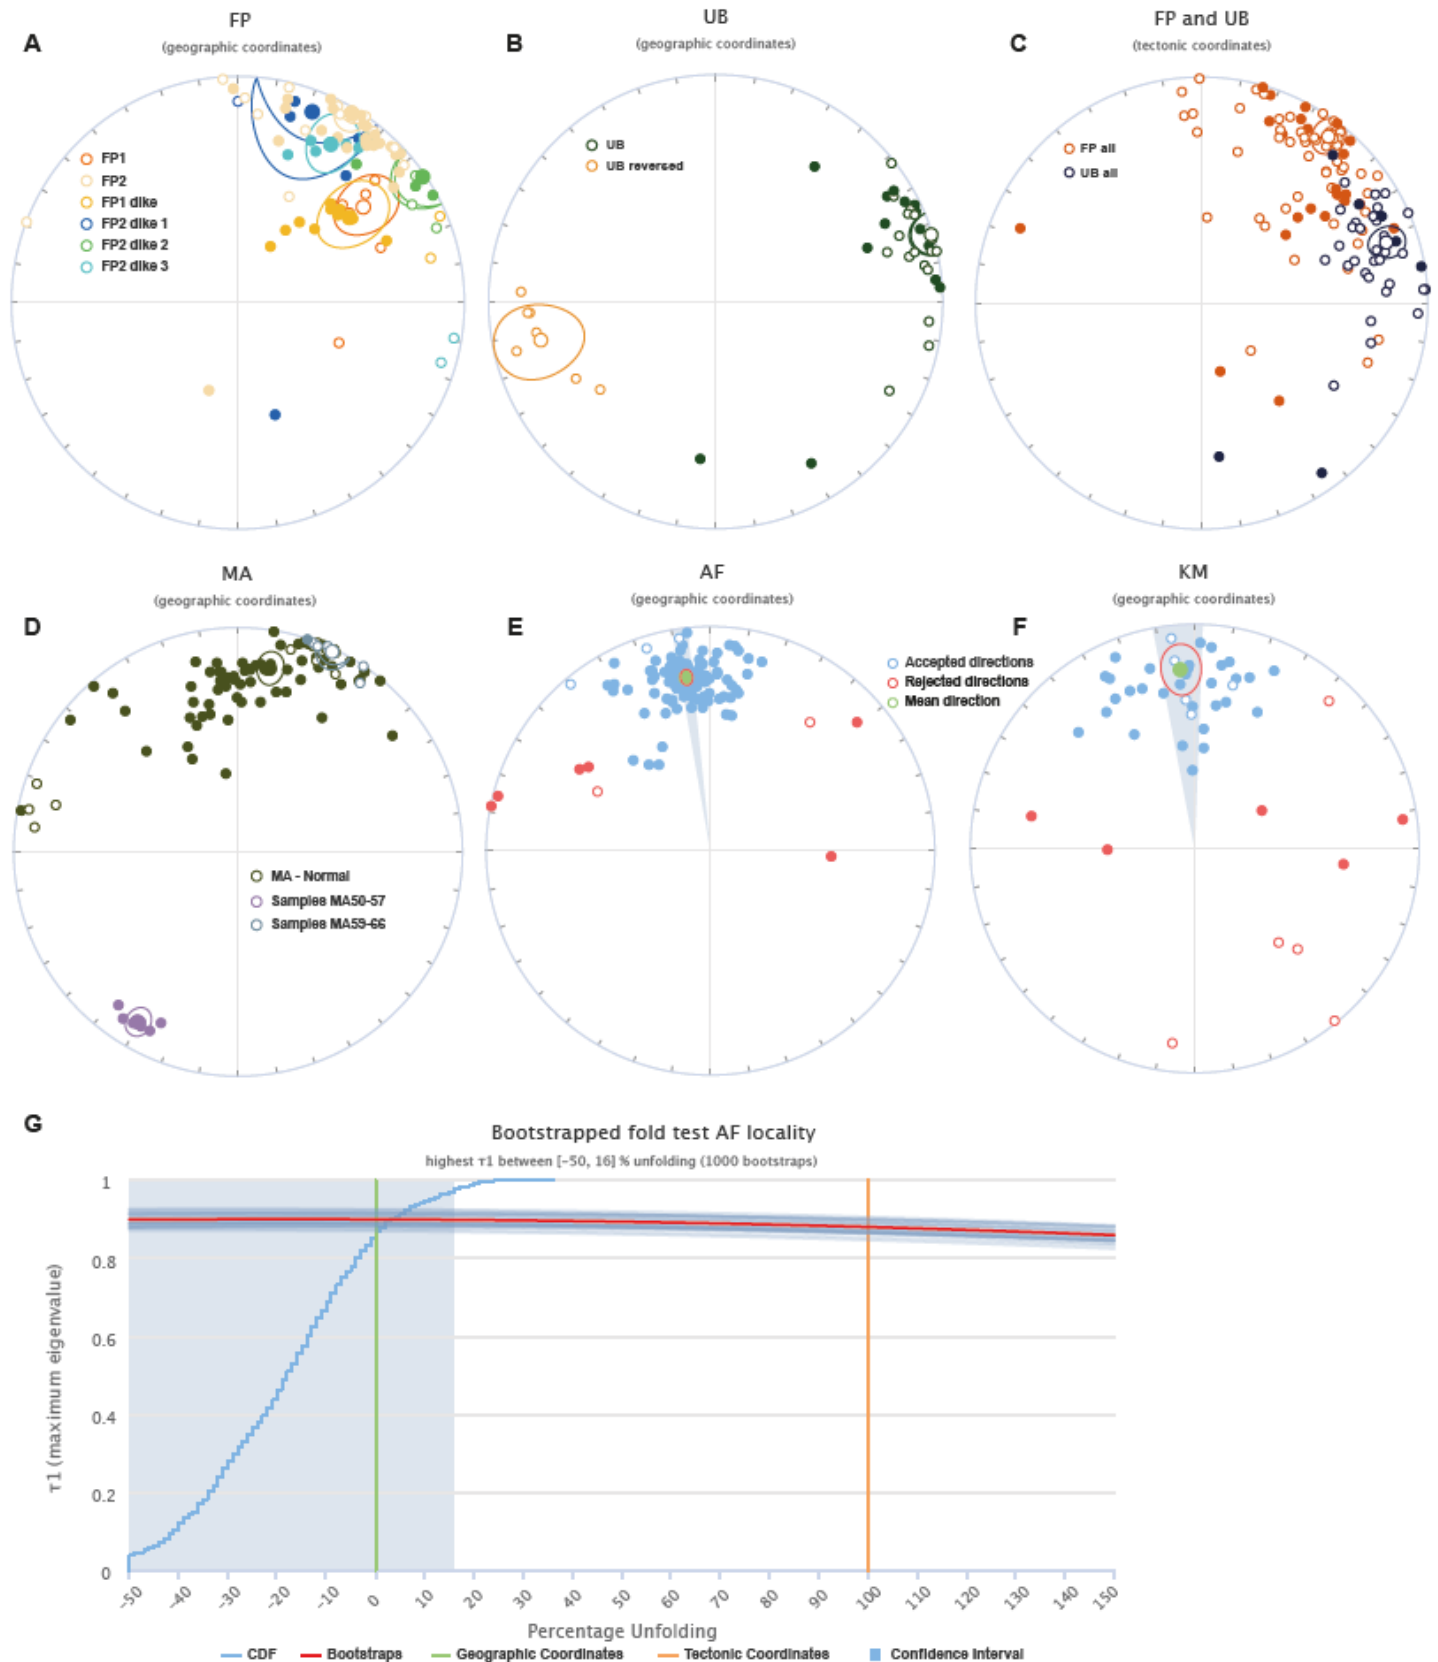 A
FP
(geographic coordinates)
FP1
FP2
FP1 dike
FP2 dike 1
FP2 dike 2
FP2 dike 3
B
UB
(geographic coordinates)
UB
UB reversed
C
FP and UB
(tectonic coordinates)
FP all
UB all
D
MA
(geographic coordinates)
MA - Normal
Samples MA50-57
Samples MA59-66
E
AF
(geographic coordinates)
Accepted directions
Rejected directions
Mean direction
F
KM
(geographic coordinates)
G
Bootstrapped fold test AF locality
highest τ1 between [-50, 16] % unfolding (1000 bootstraps)
τ1 (maximum eigenvalue)
1
0.8
0.6
0.4
0.2
0
-50 -40 -30 -20 -10 0 10 20 30 40 50 60 70 80 90 100 110 120 130 140 150
Percentage Unfolding
CDF Bootstraps Geographic Coordinates Tectonic Coordinates Confidence Interval